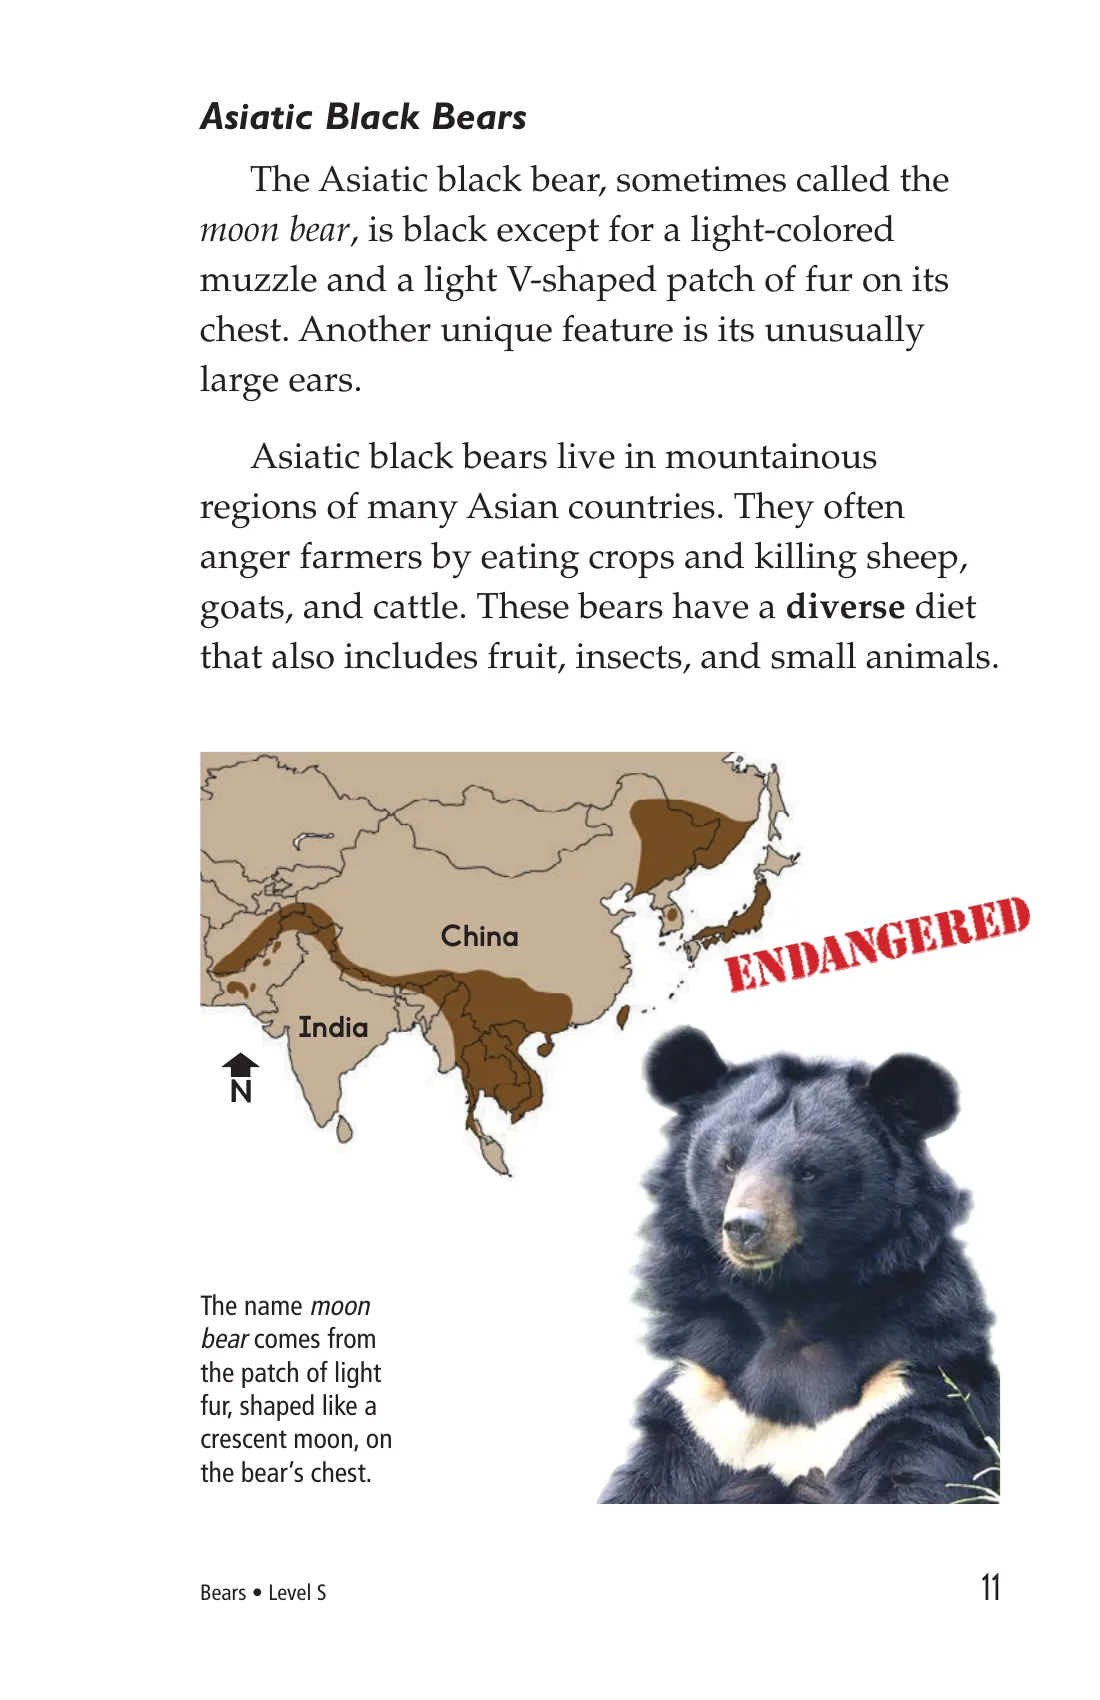 Asiatic Black Bears
The Asiatic black bear, sometimes called the
moon bear, is black except for a light-colored
muzzle and a light V-shaped patch of fur on its
chest. Another unique feature is its unusually
large ears.
Asiatic black bears live in mountainous
regions of many Asian countries. They often
anger farmers by eating crops and killing sheep,
goats, and cattle. These bears have a diverse diet
that also includes fruit, insects, and small animals.
China
India
N
ENDANGERED
The name moon
bear comes from
the patch of light
fur, shaped like a
crescent moon, on
the bear’s chest.
Bears • Level S
11